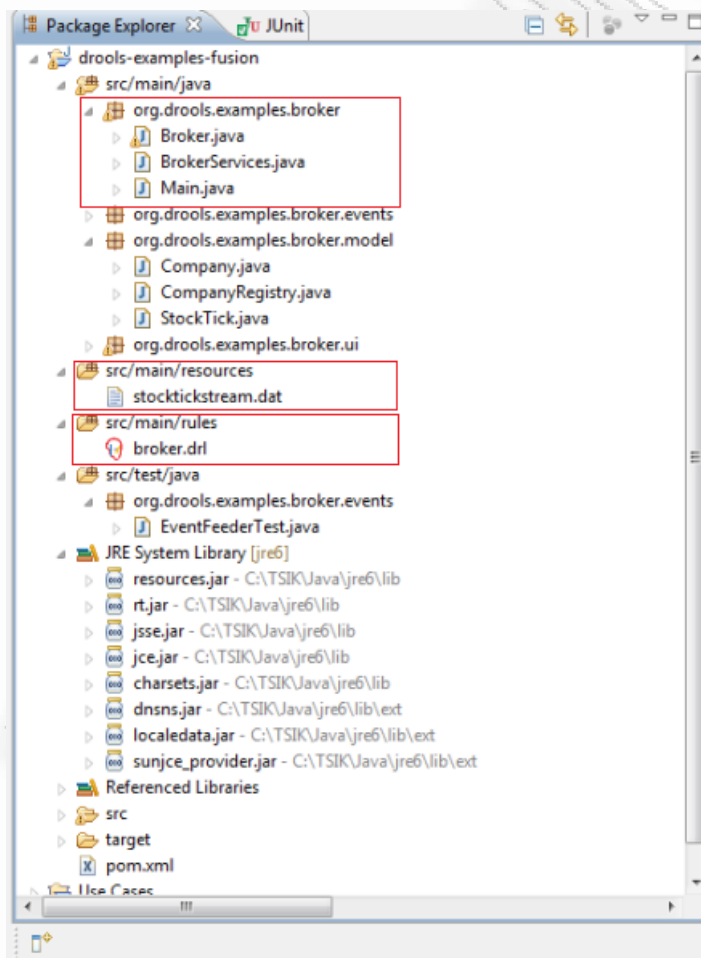 Package Explorer JUnit
drools-examples-fusion
src/main/java
org.drools.examples.broker
Broker.java
BrokerServices.java
Main.java
org.drools.examples.broker.events
org.drools.examples.broker.model
Company.java
CompanyRegistry.java
StockTick.java
org.drools.examples.broker.ui
src/main/resources
stocktickstream.dat
src/main/rules
broker.drl
src/test/java
org.drools.examples.broker.events
EventFeederTest.java
JRE System Library [jre6]
resources.jar - C:\TSIK\Java\jre6\lib
rt.jar - C:\TSIK\Java\jre6\lib
jsse.jar - C:\TSIK\Java\jre6\lib
jce.jar - C:\TSIK\Java\jre6\lib
charsets.jar - C:\TSIK\Java\jre6\lib
dnsns.jar - C:\TSIK\Java\jre6\lib\ext
localedata.jar - C:\TSIK\Java\jre6\lib\ext
sunjce_provider.jar - C:\TSIK\Java\jre6\lib\ext
Referenced Libraries
src
target
pom.xml
Use Cases